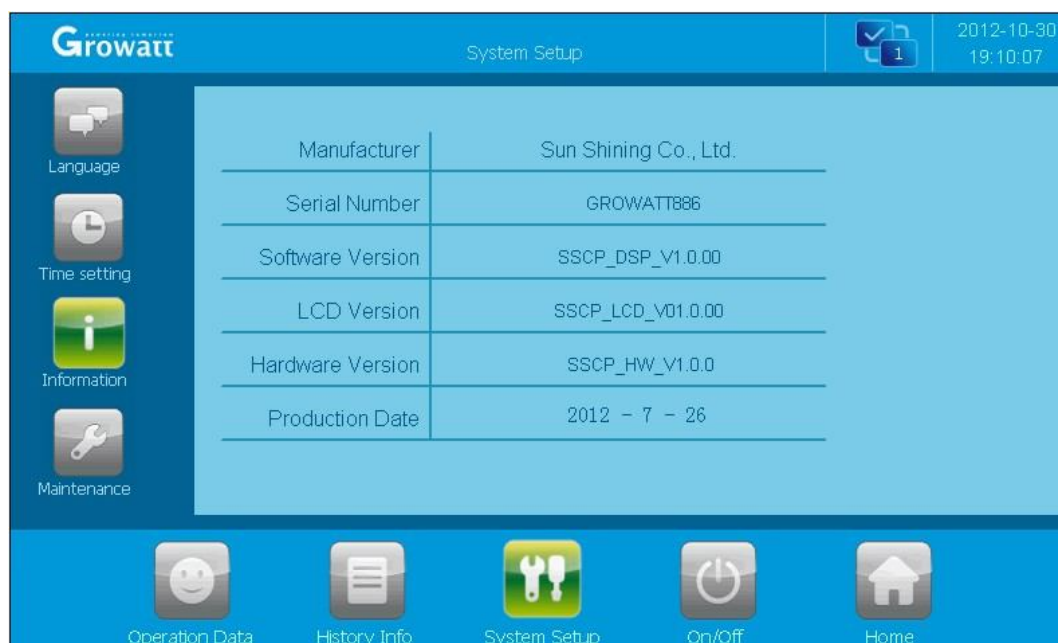 Growatt
System Setup
1
2012-10-30
19:10:07
Language
Time setting
Information
Maintenance
Manufacturer Sun Shining Co., Ltd.
Serial Number GROWATT886
Software Version SSCP_DSP_V1.0.00
LCD Version SSCP_LCD_V01.0.00
Hardware Version SSCP_HW_V1.0.0
Production Date 2012 - 7 - 26
Operation Data
History Info
System Setup
On/Off
Home